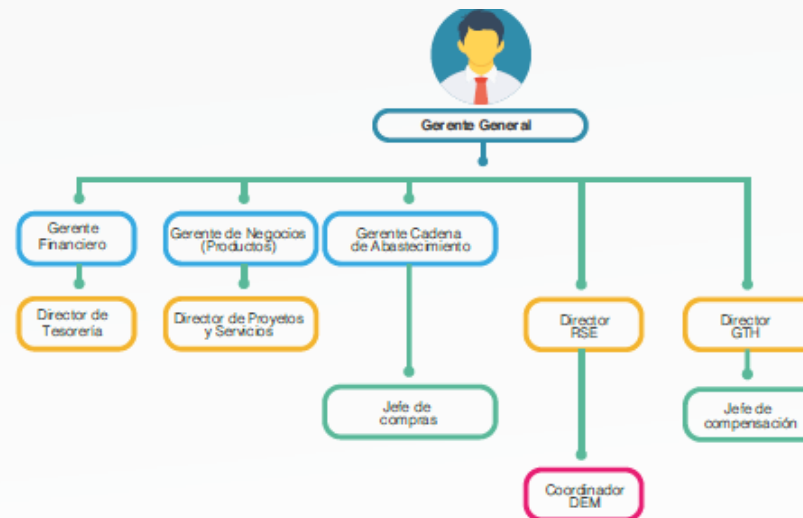 Gerente General
Gerente
Financiero
Gerente de Negocios
(Productos)
Gerente Cadena
de Abastecimiento
Director de
Tesorería
Director de Proyetos
y Servicios
Director
RSE
Director
GTH
Jefe de
compras
Jefe de
compensación
Coordinador
DEM